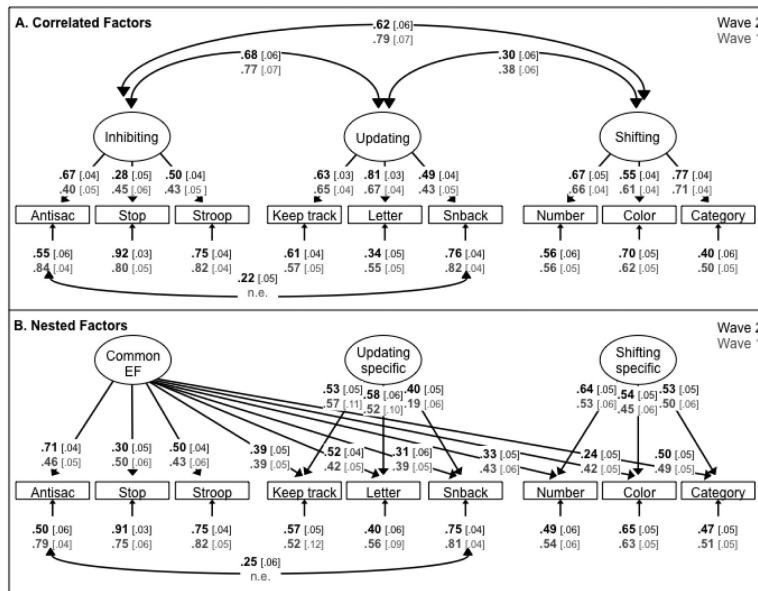 A. Correlated Factors
.62 [.06]
Wave 2
.79 [.07]
Wave 1
.68 [.06]
.30 [.06]
.77 [.07]
.38 [.06]
Inhibiting Updating Shifting
.67 [.04] .28 [.05] .50 [.04] .63 [.03] .81 [.03] .49 [.04] .67 [.05] .55 [.04] .77 [.04]
.40 [.05] .45 [.06] .43 [.05] .65 [.04] .67 [.04] .43 [.05] .66 [.04] .61 [.04] .71 [.04]
Antisac Stop Stroop Keep track Letter Snback Number Color Category
.55 [.06] .92 [.03] .75 [.04] .61 [.04] .34 [.05] .76 [.04] .56 [.06] .70 [.05] .40 [.06]
.84 [.04] .80 [.05] .82 [.04] .57 [.05] .55 [.05] .82 [.04] .56 [.05] .62 [.05] .50 [.05]
.22 [.05]
n.e.
B. Nested Factors
Wave 2
Wave 1
Common EF
Updating specific
Shifting specific
.53 [.05] .58 [.06] .40 [.05] .64 [.05] .54 [.05] .53 [.05]
.57 [.11] .52 [.10] .19 [.06] .53 [.06] .45 [.06] .50 [.06]
.71 [.04] .30 [.05] .50 [.04] .39 [.05] .52 [.04] .31 [.06] .33 [.05] .24 [.05] .50 [.05]
.46 [.05] .50 [.06] .43 [.06] .39 [.05] .42 [.05] .39 [.05] .43 [.06] .42 [.05] .49 [.05]
Antisac Stop Stroop Keep track Letter Snback Number Color Category
.50 [.06] .91 [.03] .75 [.04] .57 [.05] .40 [.06] .75 [.04] .49 [.06] .65 [.05] .47 [.05]
.79 [.04] .75 [.06] .82 [.05] .52 [.12] .56 [.09] .81 [.04] .54 [.06] .63 [.05] .51 [.05]
.25 [.06]
n.e.